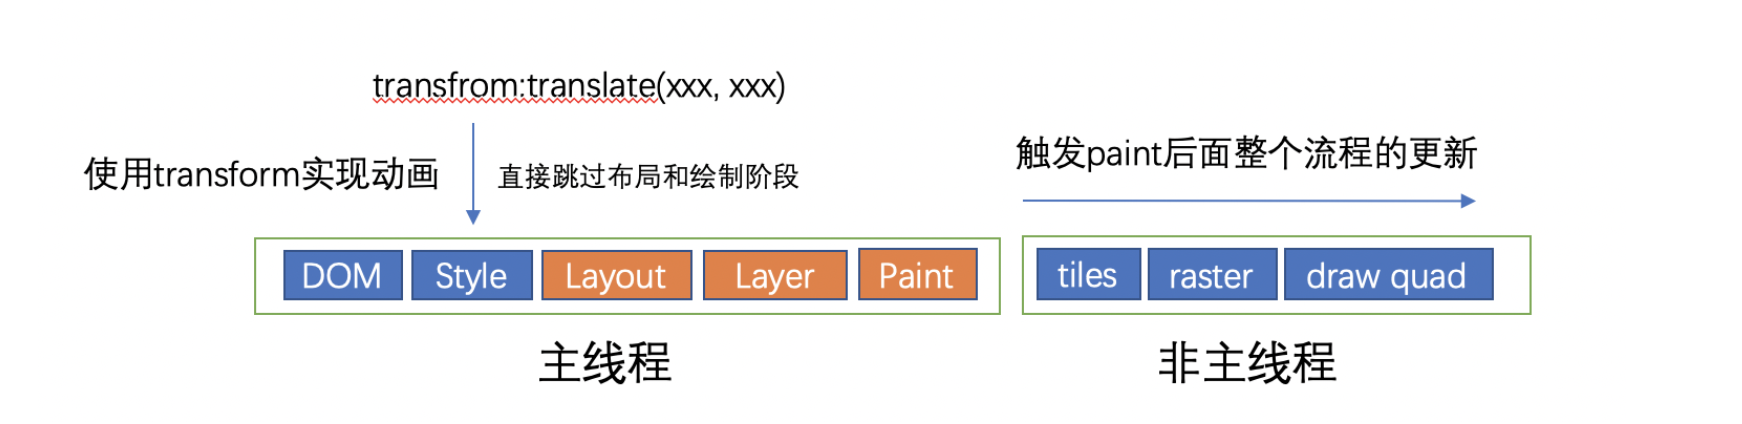 transfrom:translate(xxx, xxx)
使用transform实现动画
直接跳过布局和绘制阶段
触发paint后面整个流程的更新
DOM Style Layout Layer Paint
tiles raster draw quad
主线程
非主线程